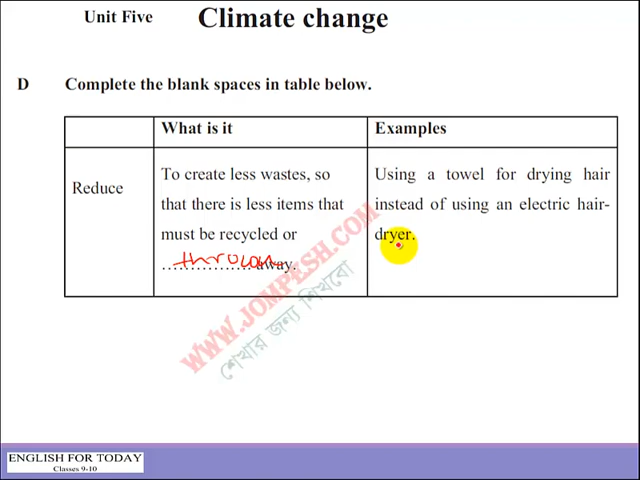 Unit Five
Climate change
D Complete the blank spaces in table below.
What is it
Examples
Reduce
To create less wastes, so
that there is less items that
must be recycled or
……………. away.
thrown
Using a towel for drying hair
instead of using an electric hair-
dryer.
WWW.JOMPESH.COM
শেখার জন্য শিখবো
ENGLISH FOR TODAY
Classes 9-10